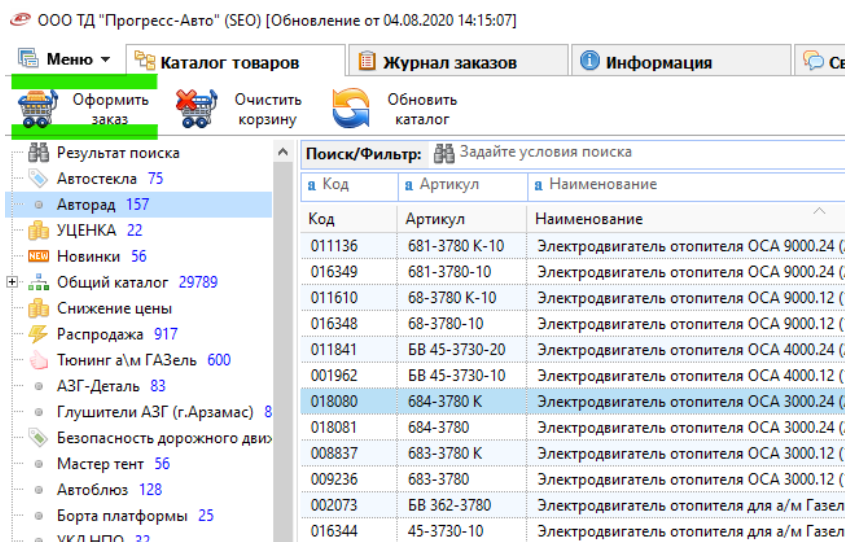 ООО ТД "Прогресс-Авто" (SEO) [Обновление от 04.08.2020 14:15:07]
Меню Каталог товаров Журнал заказов Информация
Оформить заказ Очистить корзину Обновить каталог
Результат поиска
Автостекла 75
Авторад 157
УЦЕНКА 22
NEW Новинки 56
Общий каталог 29789
Снижение цены
Распродажа 917
Тюнинг а\м ГАЗель 600
АЗГ-Деталь 83
Глушители АЗГ (г.Арзамас) 8
Безопасность дорожного
Мастер тент 56
Автоблюз 128
Борта платформы 25
УКД НПО 32
Поиск/Фильтр: Задайте условия поиска
а Код а Артикул а Наименование
Код Артикул Наименование
011136 681-3780 К-10 Электродвигатель отопителя ОСА 9000.24 (
016349 681-3780-10 Электродвигатель отопителя ОСА 9000.24 (
011610 68-3780 К-10 Электродвигатель отопителя ОСА 9000.12 (
016348 68-3780-10 Электродвигатель отопителя ОСА 9000.12 (
011841 БВ 45-3730-20 Электродвигатель отопителя ОСА 4000.24 (
001962 БВ 45-3730-10 Электродвигатель отопителя ОСА 4000.12 (
018080 684-3780 К Электродвигатель отопителя ОСА 3000.24 (
018081 684-3780 Электродвигатель отопителя ОСА 3000.24 (
008837 683-3780 К Электродвигатель отопителя ОСА 3000.12 (
009236 683-3780 Электродвигатель отопителя ОСА 3000.12 (
002073 БВ 362-3780 Электродвигатель отопителя для а/м Газел
016344 45-3730-10 Электродвигатель отопителя для а/м Газел